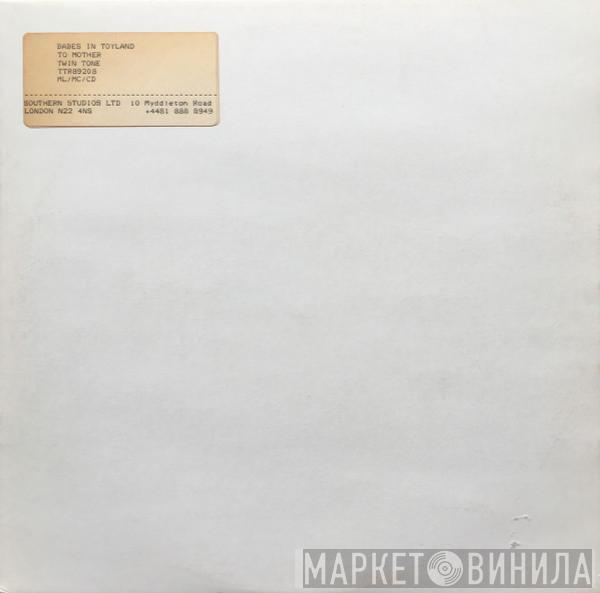 BABES IN TOYLAND
TO MOTHER
TWIN TONE
TTR89208
ML/MC/CD
SOUTHERN STUDIOS LTD 10 Myddleton Road
LONDON N22 4NS +4481 888 8949
МАРКЕТ ВИНИЛА